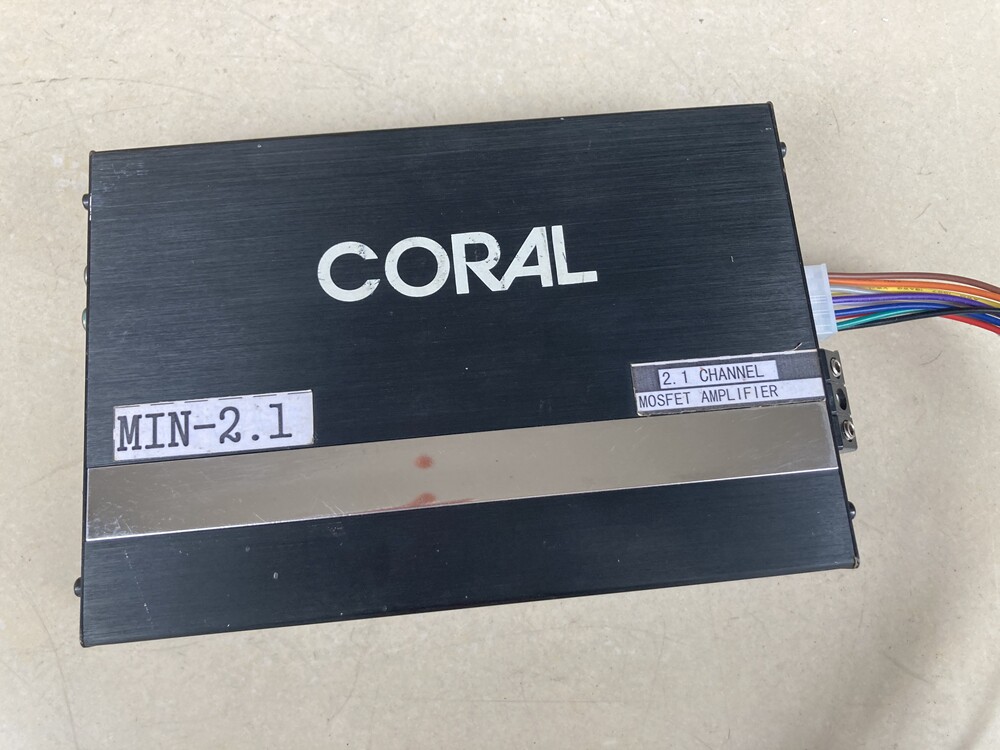 CORAL
2.1 CHANNEL
MOSFET AMPLIFIER
MIN-2.1